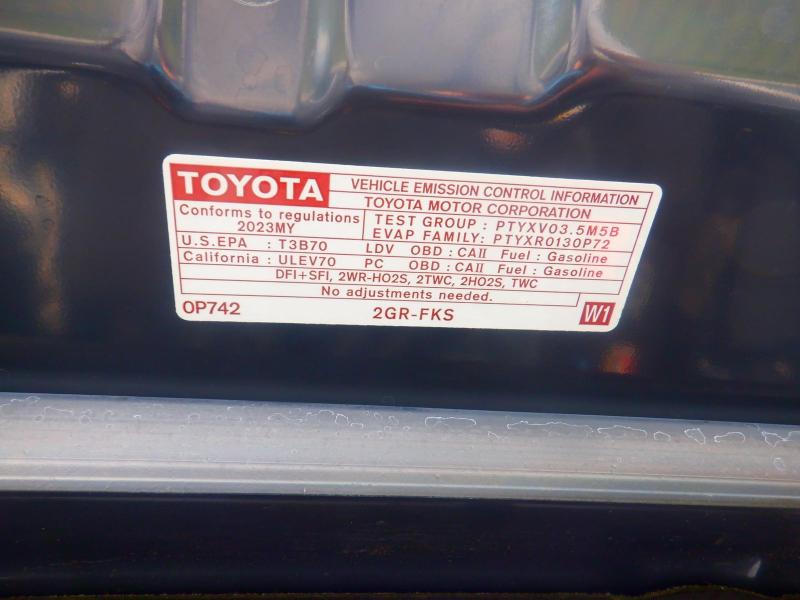 TOYOTA VEHICLE EMISSION CONTROL INFORMATION
TOYOTA MOTOR CORPORATION
Conforms to regulations
2023MY
TEST GROUP : PTYXV03.5M5B
EVAP FAMILY: PTYXR0130P72
U.S.EPA : T3B70 LDV OBD : CAII Fuel : Gasoline
California : ULEV70 PC OBD : CAII Fuel : Gasoline
DFI+SFI, 2WR-HO2S, 2TWC, 2HO2S, TWC
No adjustments needed.
0P742 2GR-FKS W1